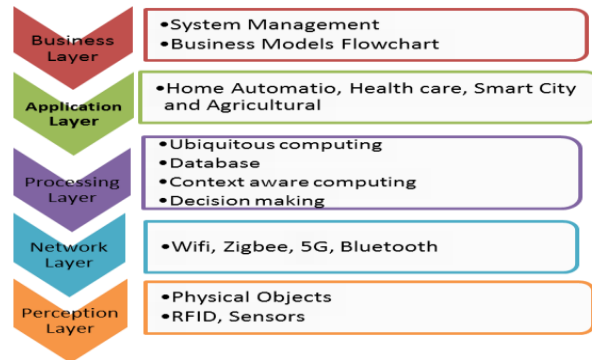 Business
Layer
•System Management
•Business Models Flowchart
Application
Layer
•Home Automatio, Health care, Smart City
and Agricultural
Processing
Layer
•Ubiquitous computing
•Database
•Context aware computing
•Decision making
Network
Layer
•Wifi, Zigbee, 5G, Bluetooth
Perception
Layer
•Physical Objects
•RFID, Sensors